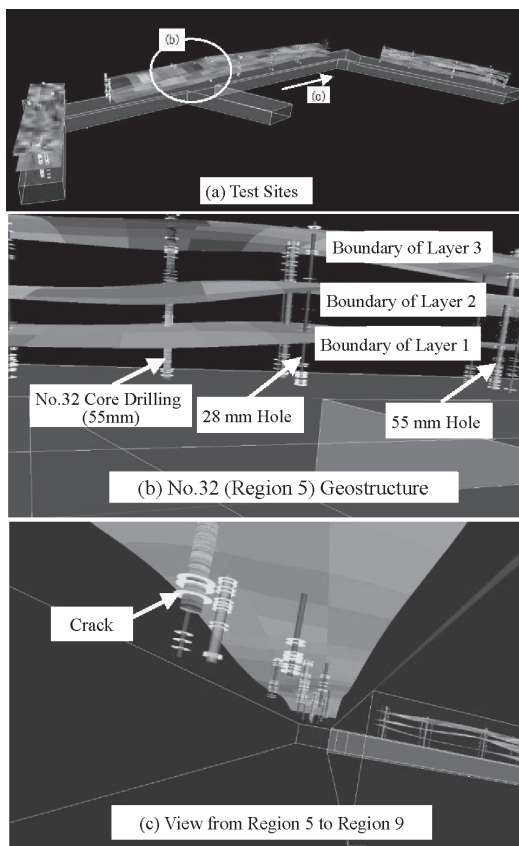 (b)
(c)
(a) Test Sites
Boundary of Layer 3
Boundary of Layer 2
Boundary of Layer 1
No.32 Core Drilling
(55mm)
28 mm Hole
55 mm Hole
(b) No.32 (Region 5) Geostructure
Crack
(c) View from Region 5 to Region 9